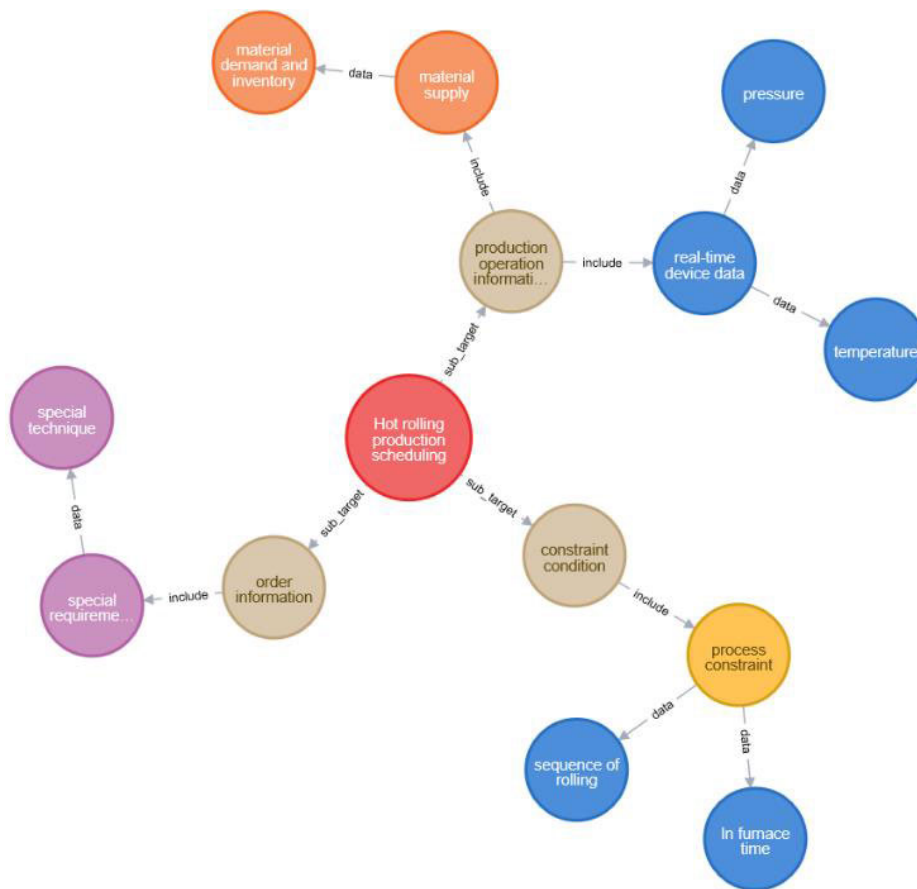 material
demand and
inventory
data
material
supply
pressure
include
data
production
operation
informati...
include
real-time
device data
data
temperature
sub_target
special
technique
Hot rolling
production
scheduling
data
sub_target
sub_target
constraint
condition
special
requireme...
include
order
information
include
process
constraint
data
data
sequence of
rolling
In furnace
time